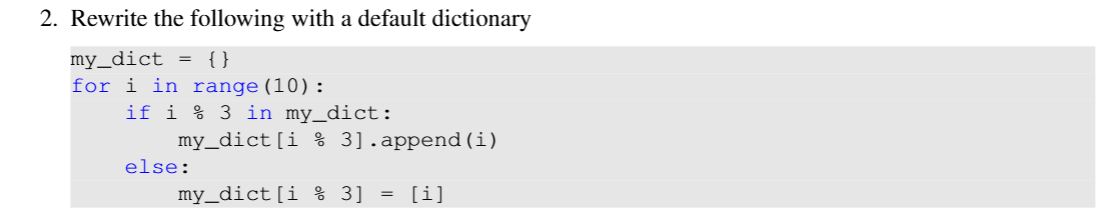 2. Rewrite the following with a default dictionary
my_dict = {}
for i in range(10):
    if i % 3 in my_dict:
        my_dict[i % 3].append(i)
    else:
        my_dict[i % 3] = [i]